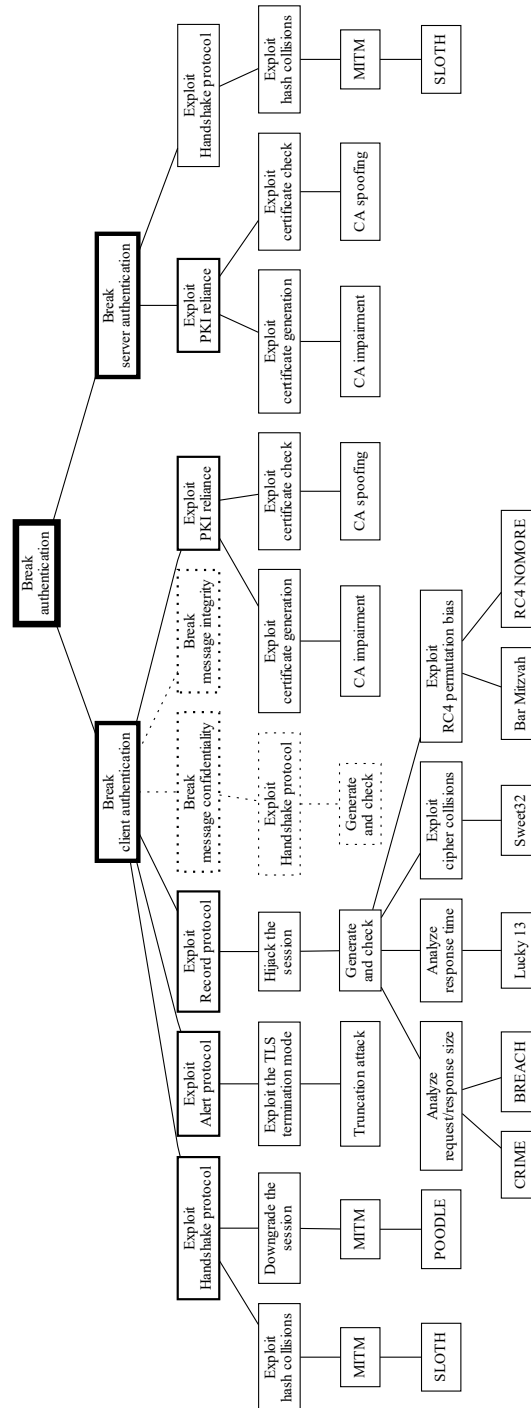 Break
authentication
Break
client authentication
Break
server authentication
Exploit
Handshake protocol
Exploit
Alert protocol
Exploit
Record protocol
Break
message confidentiality
Break
message integrity
Exploit
PKI reliance
Exploit
PKI reliance
Exploit
Handshake protocol
Exploit
hash collisions
Downgrade the
session
Exploit the TLS
termination mode
Hijack the
session
Exploit
Handshake protocol
Exploit
certificate generation
Exploit
certificate check
Exploit
certificate generation
Exploit
certificate check
Exploit
hash collisions
MITM
MITM
Truncation attack
Generate
and check
Generate
and check
CA impairment
CA spoofing
CA impairment
CA spoofing
MITM
SLOTH
POODLE
Analyze
request/response size
Analyze
response time
Exploit
cipher collisions
Exploit
RC4 permutation bias
SLOTH
CRIME
BREACH
Lucky 13
Sweet32
Bar Mitzvah
RC4 NOMORE